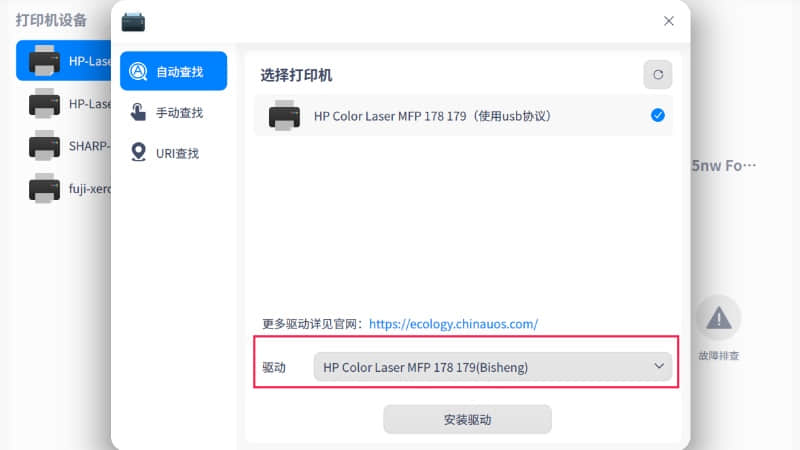 打印机设备
HP-Lase
HP-Lase
SHARP-
fuji-xero
自动查找
手动查找
URI查找
选择打印机
HP Color Laser MFP 178 179（使用usb协议）
更多驱动详见官网：https://ecology.chinauos.com/
驱动
HP Color Laser MFP 178 179(Bisheng)
安装驱动
5nw Fo…
故障排查